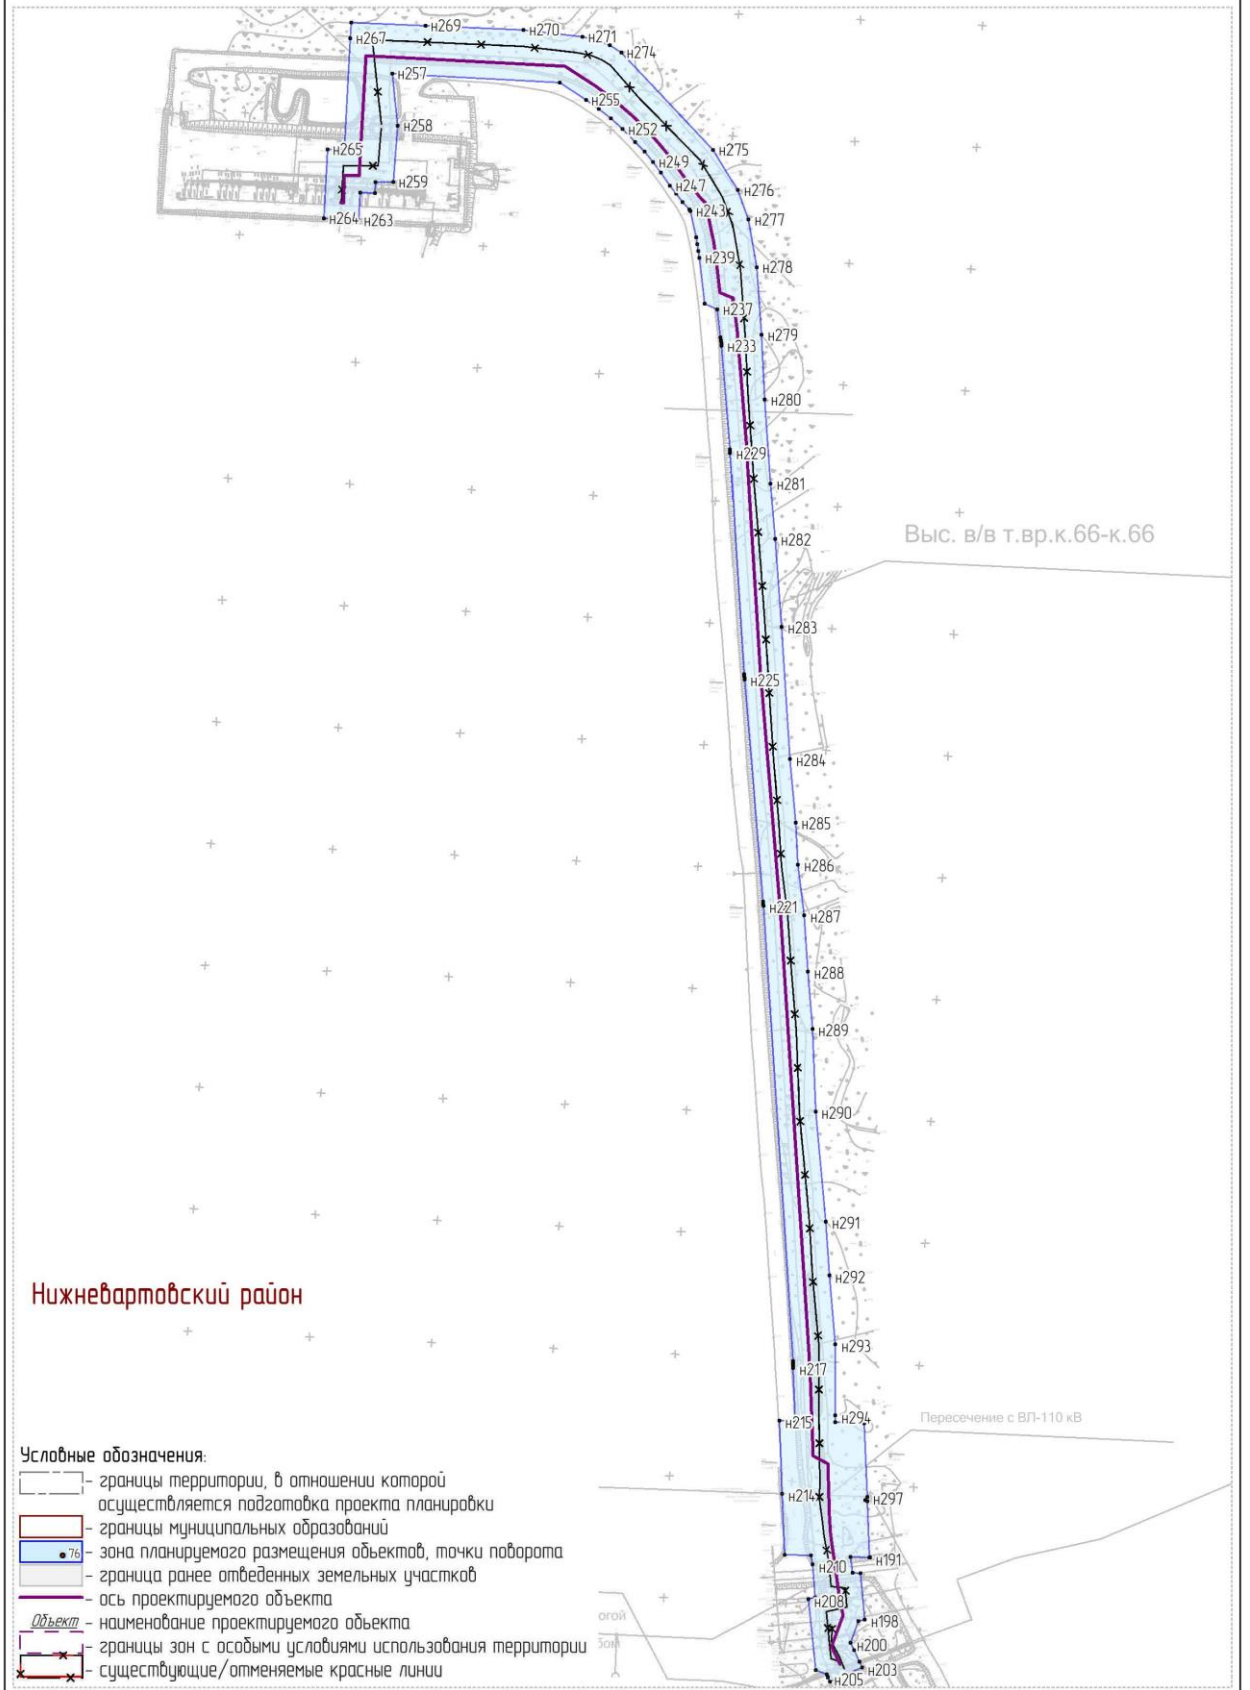 н269
н270
н271
н267
н274
н257
н255
н258
н252
н275
н265
н249
н259
н247
н276
н264
н263
н243
н277
н239
н278
н237
н279
н233
н280
н229
н281
Выс. в/в т.вр.к.66-к.66
н282
н283
н225
н284
н285
н286
н221
н287
н288
н289
н290
н291
н292
Нижневартовский район
н293
н217
н215
н294
Пересечение с ВЛ-110 кВ
н214
н297
н210
н191
н208
огой
н198
бом
н200
н203
н205
Условные обозначения:
- границы территории, в отношении которой
осуществляется подготовка проекта планировки
- границы муниципальных образований
76 - зона планируемого размещения объектов, точки поворота
- граница ранее отведенных земельных участков
- ось проектируемого объекта
Объект - наименование проектируемого объекта
- границы зон с особыми условиями использования территории
- существующие/отменяемые красные линии